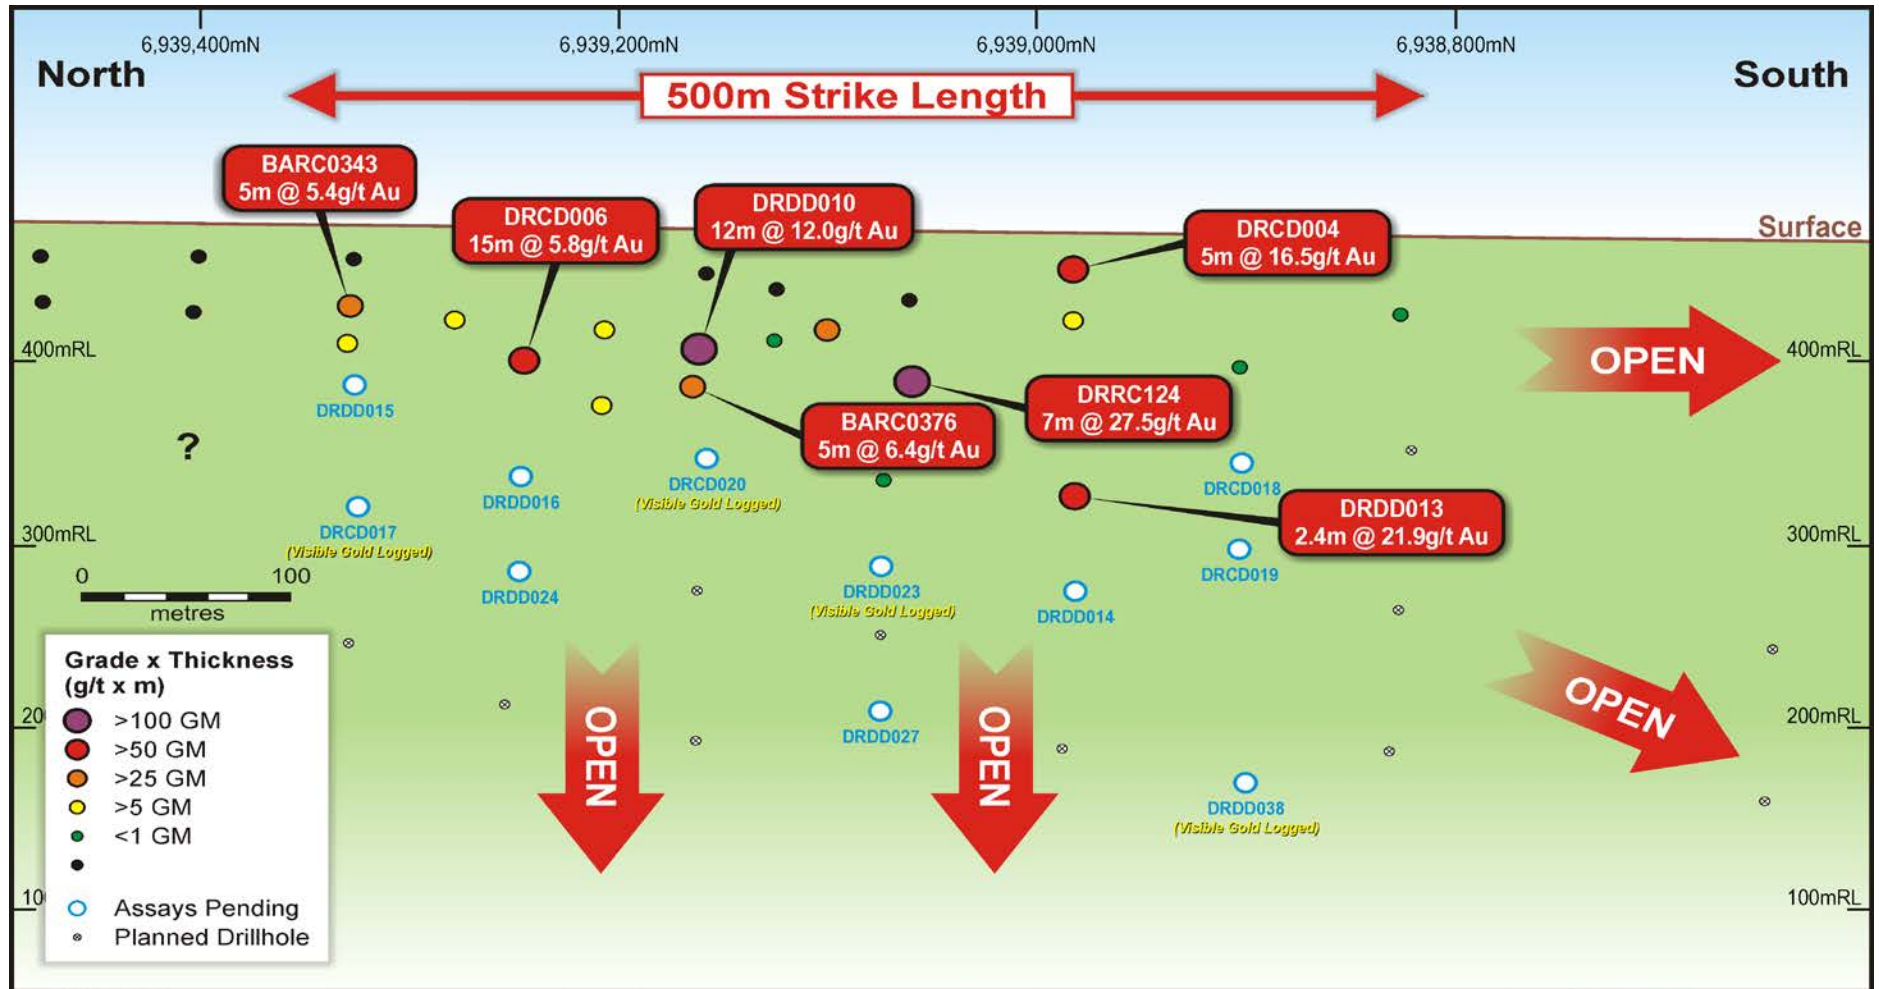 6,939,400mN
6,939,200mN
6,939,000mN
6,938,800mN
North
South
500m Strike Length
BARC0343
5m @ 5.4g/t Au
DRCD006
15m @ 5.8g/t Au
DRDD010
12m @ 12.0g/t Au
DRCD004
5m @ 16.5g/t Au
Surface
400mRL
400mRL
OPEN
DRDD015
BARC0376
5m @ 6.4g/t Au
DRRC124
7m @ 27.5g/t Au
?
DRDD016
DRCD020
(Visible Gold Logged)
DRCD018
DRDD013
2.4m @ 21.9g/t Au
DRCD017
(Visible Gold Logged)
300mRL
300mRL
DRCD019
0 100
metres
DRDD024
DRDD023
(Visible Gold Logged)
DRDD014
Grade x Thickness
(g/t x m)
>100 GM
>50 GM
>25 GM
>5 GM
<1 GM
Assays Pending
Planned Drillhole
OPEN
OPEN
OPEN
20
200mRL
DRDD027
DRDD038
(Visible Gold Logged)
10
100mRL